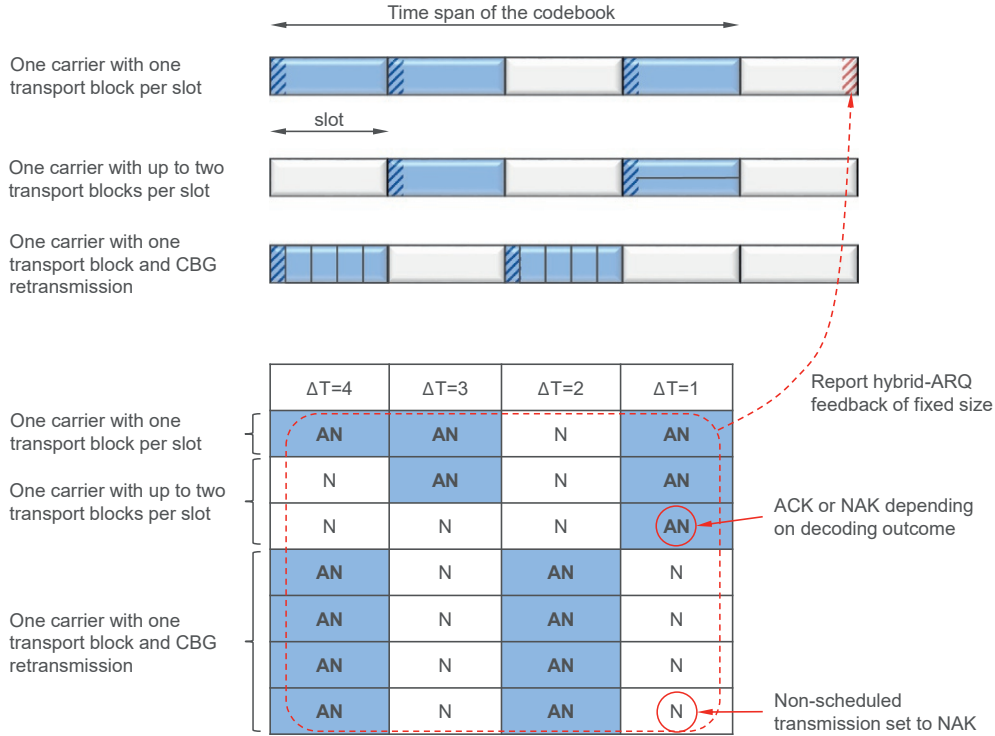 Time span of the codebook
One carrier with one
transport block per slot
slot
One carrier with up to two
transport blocks per slot
One carrier with one
transport block and CBG
retransmission
ΔT=4 ΔT=3 ΔT=2 ΔT=1
Report hybrid-ARQ
feedback of fixed size
One carrier with one
transport block per slot
AN AN N AN
One carrier with up to two
transport blocks per slot
N AN N AN
N N N AN
ACK or NAK depending
on decoding outcome
One carrier with one
transport block and CBG
retransmission
AN N AN N
AN N AN N
AN N AN N
AN N AN N
Non-scheduled
transmission set to NAK